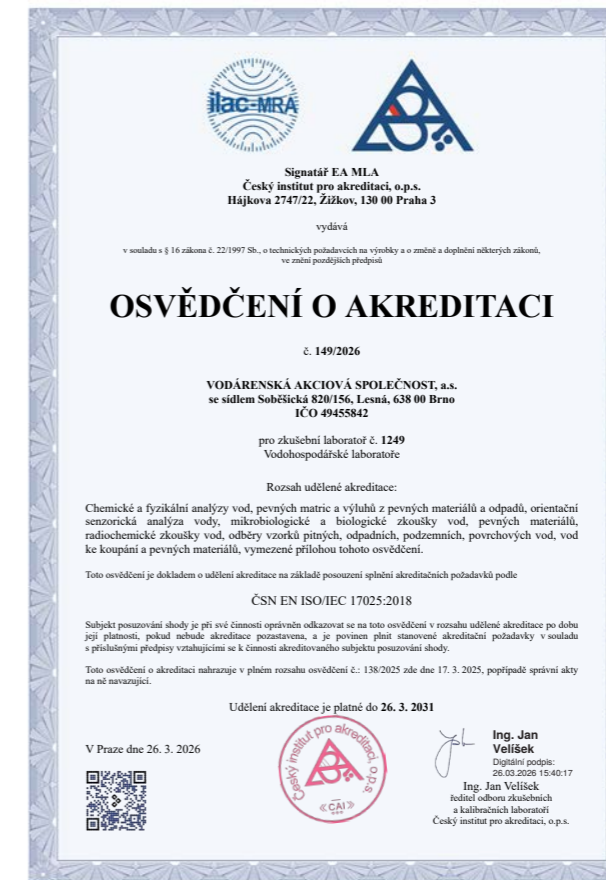 ilac-MRA
Signatář EA MLA
Český institut pro akreditaci, o.p.s.
Hájkova 2747/22, Žižkov, 130 00 Praha 3
vydává
v souladu s § 16 zákona č. 22/1997 Sb., o technických požadavcích na výrobky a o změně a doplnění některých zákonů,
ve znění pozdějších předpisů
OSVĚDČENÍ O AKREDITACI
č. 149/2026
VODÁRENSKÁ AKCIOVÁ SPOLEČNOST, a.s.
se sídlem Soběšická 820/156, Lesná, 638 00 Brno
IČO 49455842
pro zkušební laboratoř č. 1249
Vodohospodářské laboratoře
Rozsah udělené akreditace:
Chemické a fyzikální analýzy vod, pevných matric a výluhů z pevných materiálů a odpadů, orientační
senzorická analýza vody, mikrobiologické a biologické zkoušky vod, pevných materiálů,
radiochemické zkoušky vod, odběry vzorků pitných, odpadních, podzemních, povrchových vod, vod
ke koupání a pevných materiálů, vymezené přílohou tohoto osvědčení.
Toto osvědčení je dokladem o udělení akreditace na základě posouzení splnění akreditačních požadavků podle
ČSN EN ISO/IEC 17025:2018
Subjekt posuzování shody je při své činnosti oprávněn odkazovat se na toto osvědčení v rozsahu udělené akreditace po dobu
její platnosti, pokud nebude akreditace pozastavena, a je povinen plnit stanovené akreditační požadavky v souladu
s příslušnými předpisy vztahujícími se k činnosti akreditovaného subjektu posuzování shody.
Toto osvědčení o akreditaci nahrazuje v plném rozsahu osvědčení č.: 138/2025 zde dne 17. 3. 2025, popřípadě správní akty
na ně navazující.
Udělení akreditace je platné do 26. 3. 2031
V Praze dne 26. 3. 2026
Český institut pro akreditaci, o.p.s.
«CAI»
Ing. Jan
Velíšek
Digitální podpis:
26.03.2026 15:40:17
Ing. Jan Velíšek
ředitel odboru zkušebních
a kalibračních laboratoří
Český institut pro akreditaci, o.p.s.